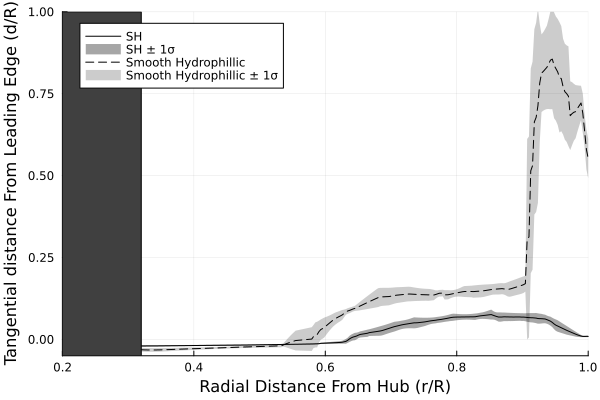 1.00
0.75
0.50
0.25
0.00
Tangential distance From Leading Edge (d/R)
SH
SH ± 1σ
Smooth Hydrophillic
Smooth Hydrophillic ± 1σ
0.2 0.4 0.6 0.8 1.0
Radial Distance From Hub (r/R)